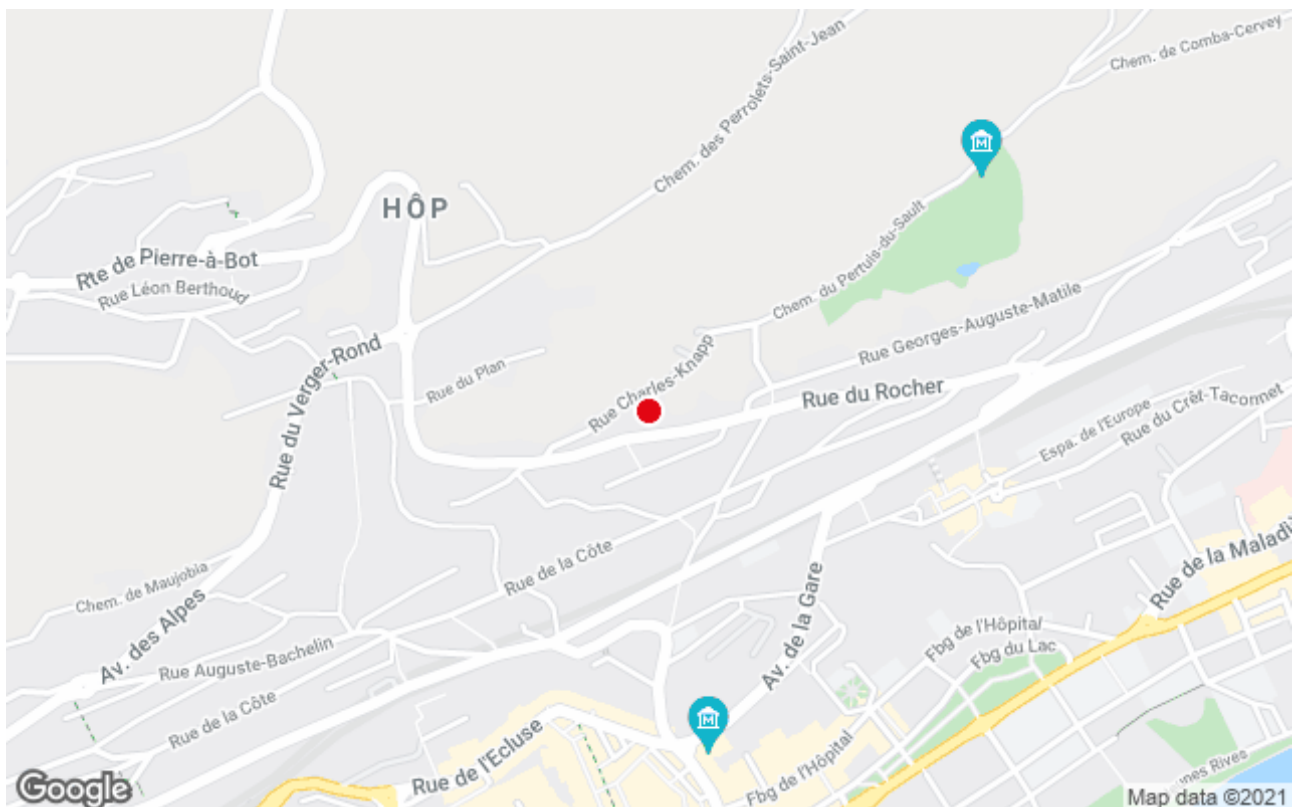 Chem. de Comba-Cervey
Chem. des Perrolets-Saint-Jean
M
HÔP
Chem. du Pertuis-du-Sault
Rte de Pierre-à-Bot
Rue Léon Berthoud
Rue Georges-Auguste-Matile
Rue du Verger-Rond
Rue du Plan
Rue Charles-Knapp
Rue du Rocher
Espa. de l'Europe
Rue du Crêt-Taconnet
Rue de la Côte
Rue de la Maladiè
Chem. de Maujobia
Av. des Alpes
Av. de la Gare
Fbg de l'Hôpital
Fbg du Lac
Rue Auguste-Bachelin
Rue de la Côte
M
Rue de l'Ecluse
Fbg de l'Hôpital
nes Rives
Google
Map data ©2021